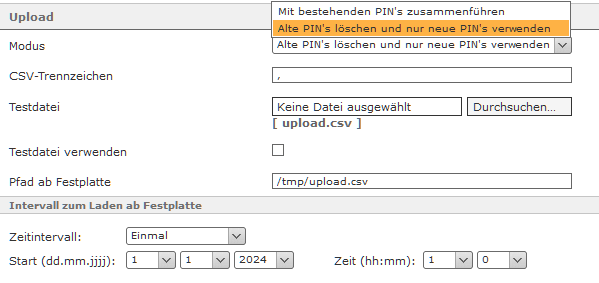 Upload
Mit bestehenden PIN's zusammenführen
Alte PIN's löschen und nur neue PIN's verwenden
Modus Alte PIN's löschen und nur neue PIN's verwenden
CSV-Trennzeichen ,
Testdatei Keine Datei ausgewählt Durchsuchen...
[ upload.csv ]
Testdatei verwenden
Pfad ab Festplatte /tmp/upload.csv
Intervall zum Laden ab Festplatte
Zeitintervall: Einmal
Start (dd.mm.jjjj): 1 1 2024 Zeit (hh:mm): 1 0